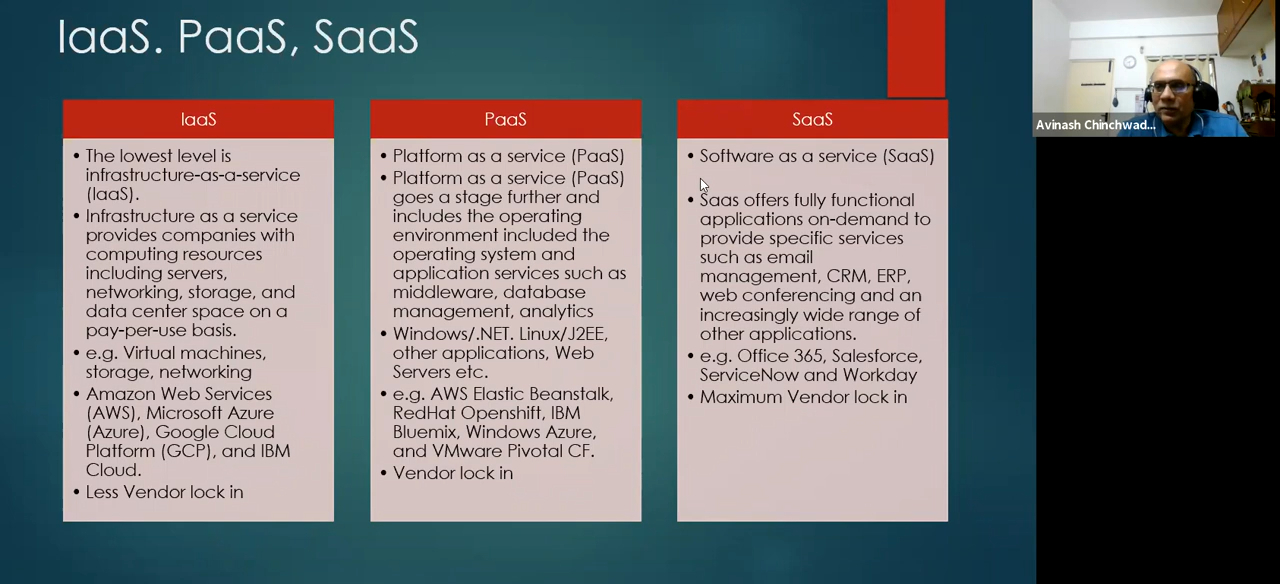 IaaS. PaaS, SaaS
IaaS
• The lowest level is
infrastructure-as-a-service
(IaaS).
• Infrastructure as a service
provides companies with
computing resources
including servers,
networking, storage, and
data center space on a
pay-per-use basis.
• e.g. Virtual machines,
storage, networking
• Amazon Web Services
(AWS), Microsoft Azure
(Azure), Google Cloud
Platform (GCP), and IBM
Cloud.
• Less Vendor lock in
PaaS
• Platform as a service (PaaS)
• Platform as a service (PaaS)
goes a stage further and
includes the operating
environment included the
operating system and
application services such as
middleware, database
management, analytics
• Windows/.NET. Linux/J2EE,
other applications, Web
Servers etc.
• e.g. AWS Elastic Beanstalk,
RedHat Openshift, IBM
Bluemix, Windows Azure,
and VMware Pivotal CF.
• Vendor lock in
SaaS
• Software as a service (SaaS)
• Saas offers fully functional
applications on-demand to
provide specific services
such as email
management, CRM, ERP,
web conferencing and an
increasingly wide range of
other applications.
• e.g. Office 365, Salesforce,
ServiceNow and Workday
• Maximum Vendor lock in
Avinash Chinchwad...